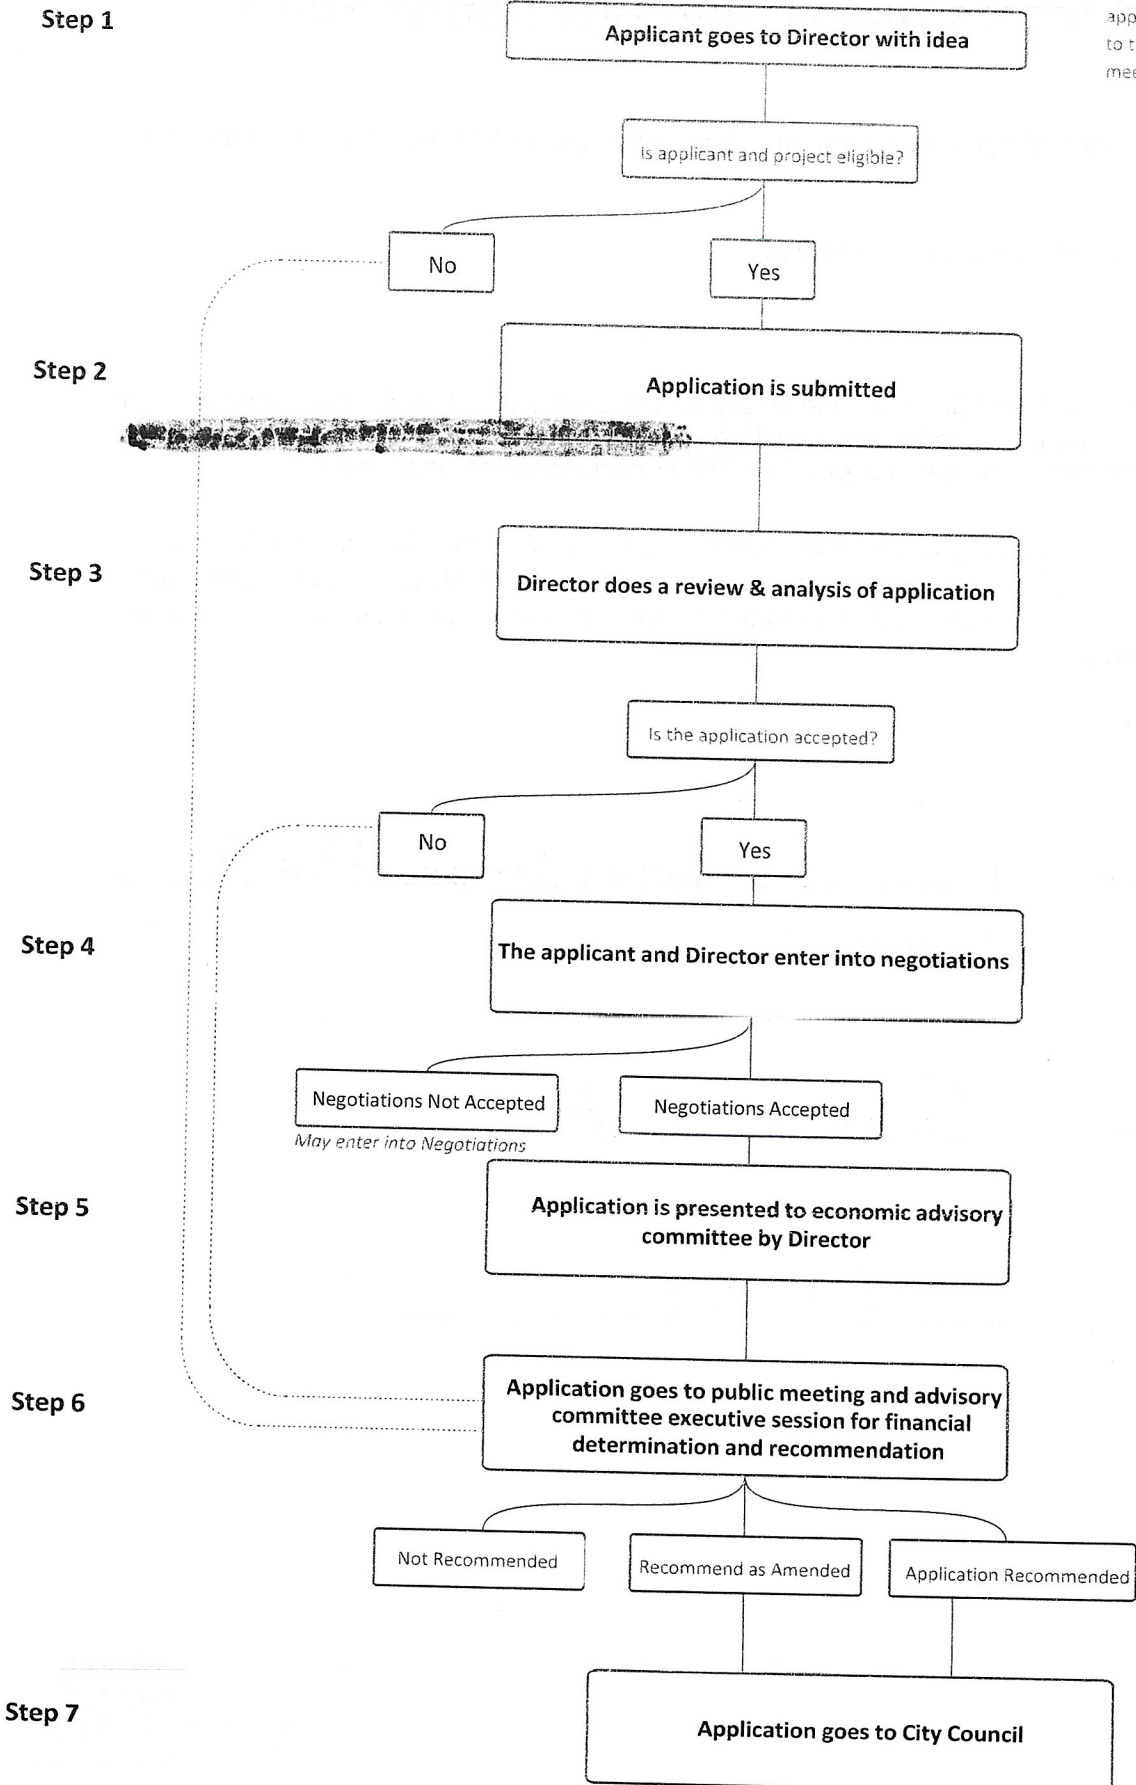 Step 1
Applicant goes to Director with idea
Is applicant and project eligible?
No
Yes
Step 2
Application is submitted
Step 3
Director does a review & analysis of application
Is the application accepted?
No
Yes
Step 4
The applicant and Director enter into negotiations
Negotiations Not Accepted
Negotiations Accepted
May enter into Negotiations
Step 5
Application is presented to economic advisory
committee by Director
Step 6
Application goes to public meeting and advisory
committee executive session for financial
determination and recommendation
Not Recommended
Recommend as Amended
Application Recommended
Step 7
Application goes to City Council